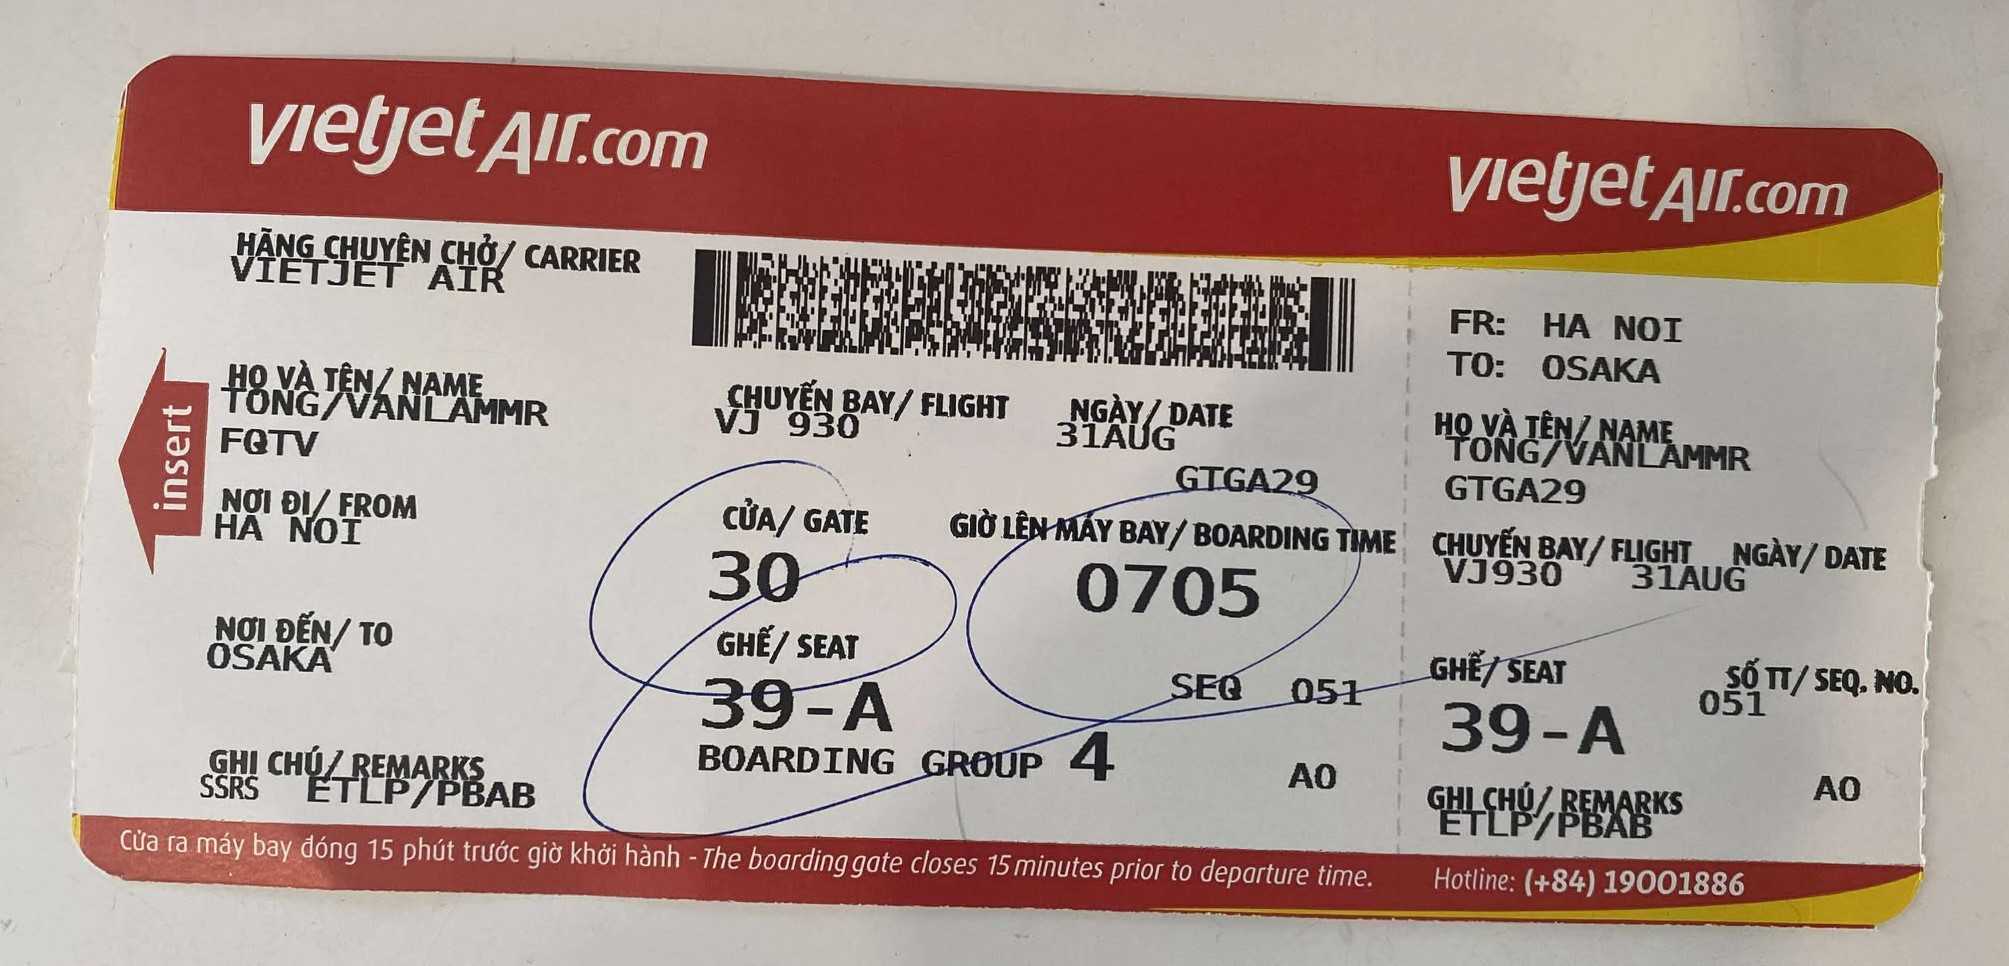 vietjetAir.com
HÃNG CHUYÊN CHỞ/ CARRIER
VIETJET AIR
HỌ VÀ TÊN/ NAME
TONG/VANLAMMR
FQTV
CHUYẾN BAY/ FLIGHT
VJ 930
NGÀY/ DATE
31AUG
GTGA29
insert
NƠI ĐI/ FROM
HA NOI
CỬA/ GATE
30
GIỜ LÊN MÁY BAY/ BOARDING TIME
0705
NƠI ĐẾN/ TO
OSAKA
GHẾ/ SEAT
39-A
SEQ 051
BOARDING GROUP 4
A0
GHI CHÚ/ REMARKS
SSRS ETLP/PBAB
Cửa ra máy bay đóng 15 phút trước giờ khởi hành - The boarding gate closes 15 minutes prior to departure time.
vietjetAir.com
FR: HA NOI
TO: OSAKA
HỌ VÀ TÊN/ NAME
TONG/VANLAMMR
GTGA29
CHUYẾN BAY/ FLIGHT NGÀY/ DATE
VJ930 31AUG
GHẾ/ SEAT SỐ TT/ SEQ. NO.
39-A 051
A0
GHI CHÚ/ REMARKS
ETLP/PBAB
Hotline: (+84) 19001886